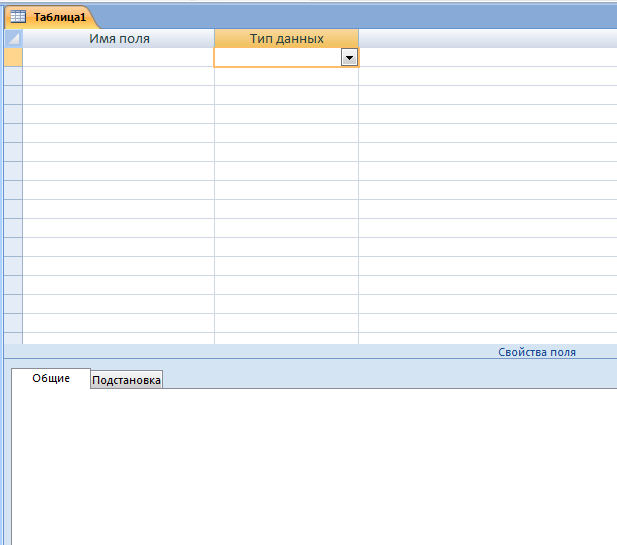 Таблица1
Имя поля
Тип данных
Свойства поля
Общие
Подстановка